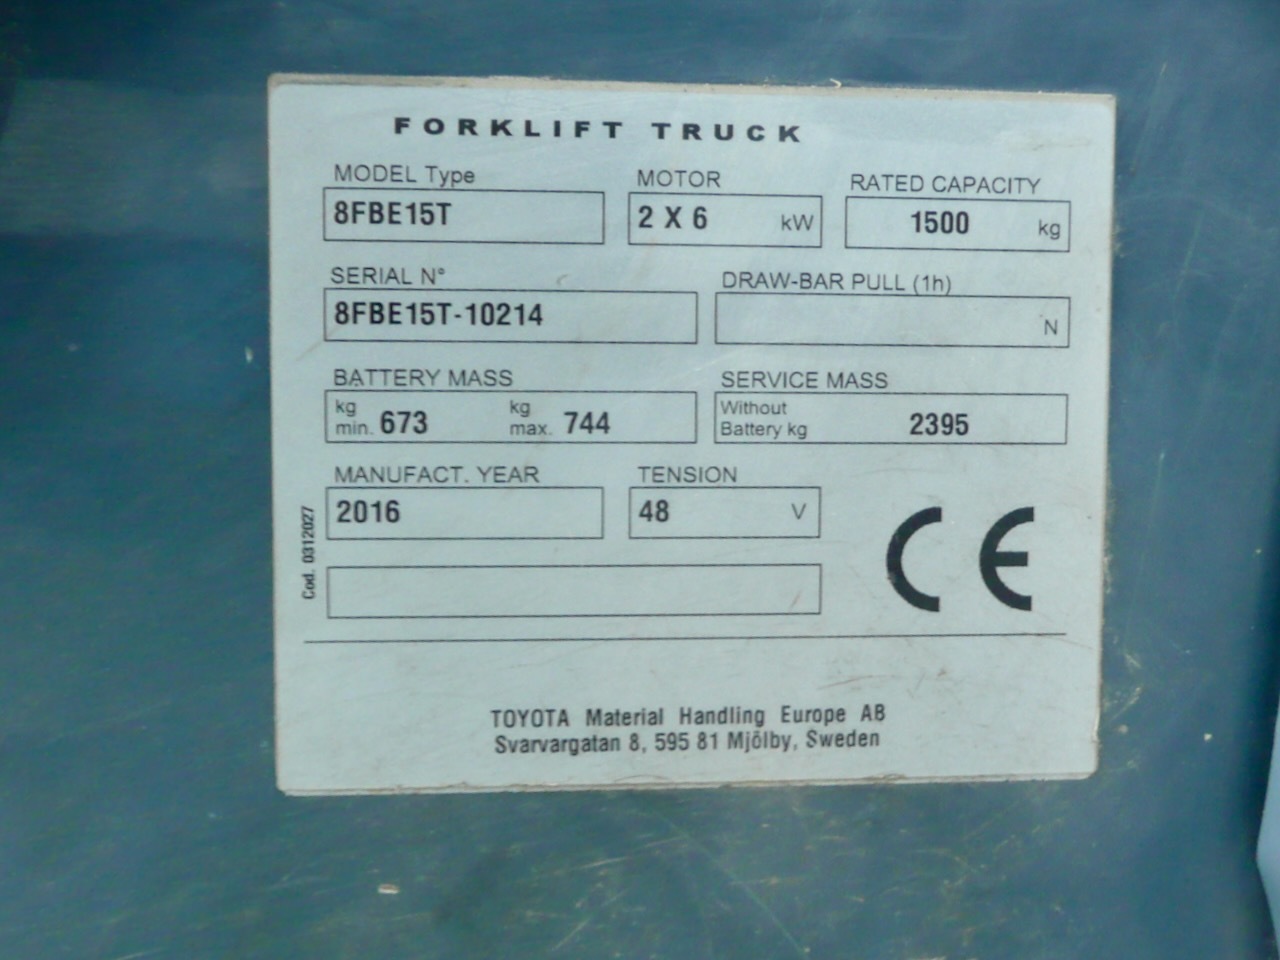 FORKLIFT TRUCK
MODEL Type MOTOR RATED CAPACITY
8FBE15T 2 X 6 kW 1500 kg
SERIAL N° DRAW-BAR PULL (1h)
8FBE15T-10214 N
BATTERY MASS SERVICE MASS
kg min. 673 kg max. 744 Without Battery kg 2395
MANUFACT. YEAR TENSION
2016 48 V
CE
Cod. 0312027
TOYOTA Material Handling Europe AB
Svarvargatan 8, 595 81 Mjölby, Sweden